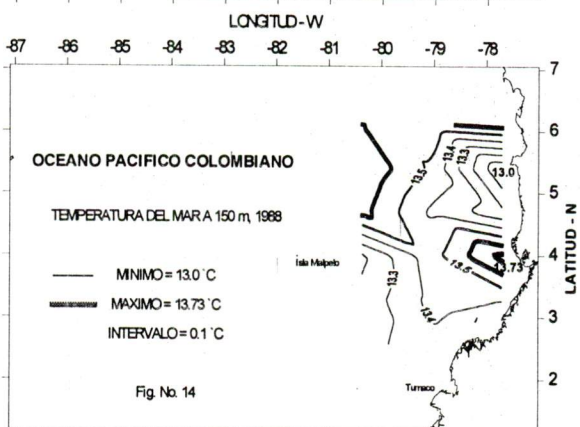 LONGITUD - W
-87 -86 -85 -84 -83 -82 -81 -80 -79 -78
7
6
5
4
3
2
LATITUD - N
OCEANO PACIFICO COLOMBIANO
TEMPERATURA DEL MAR A 150 m, 1988
MINIMO = 13.0 °C
MAXIMO = 13.73 °C
INTERVALO = 0.1 °C
Fig. No. 14
Isla Malpelo
Tumaco
13.5
13.4
13.3
13.0
13.73
13.5
13.3
13.4